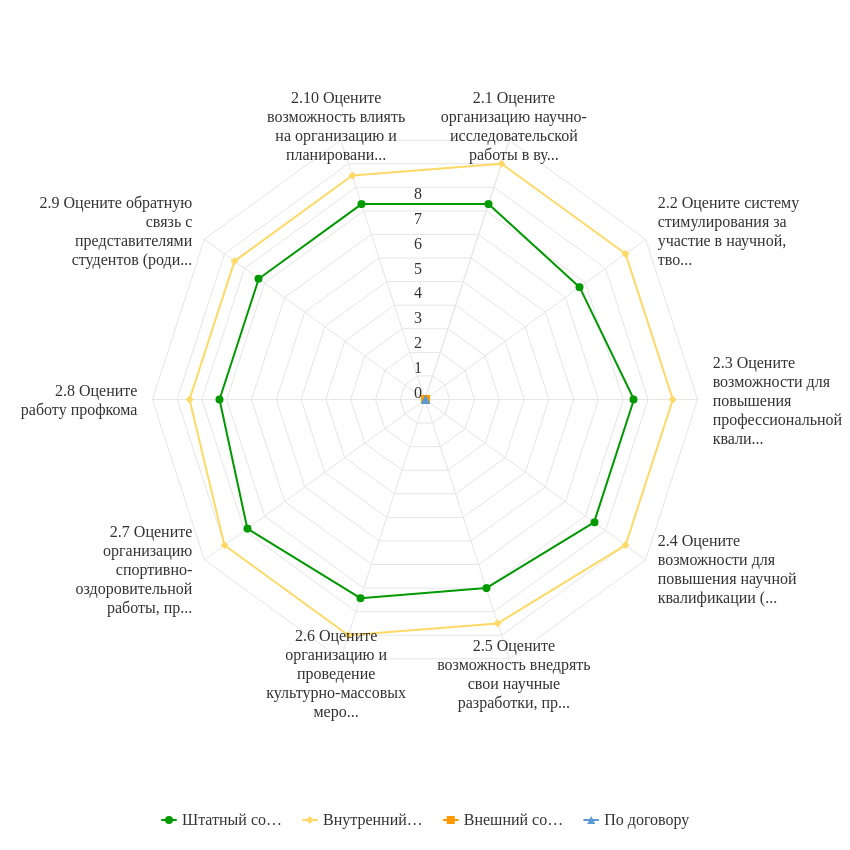 2.10 Оцените
возможность влиять
на организацию и
планировани...
2.1 Оцените
организацию научно-
исследовательской
работы в ву...
2.9 Оцените обратную
связь с
представителями
студентов (роди...
2.2 Оцените систему
стимулирования за
участие в научной,
тво...
8
7
6
5
4
3
2
1
0
2.8 Оцените
работу профкома
2.3 Оцените
возможности для
повышения
профессиональной
квали...
2.7 Оцените
организацию
спортивно-
оздоровительной
работы, пр...
2.4 Оцените
возможности для
повышения научной
квалификации (...
2.6 Оцените
организацию и
проведение
культурно-массовых
меро...
2.5 Оцените
возможность внедрять
свои научные
разработки, пр...
Штатный со… Внутренний… Внешний со… По договору